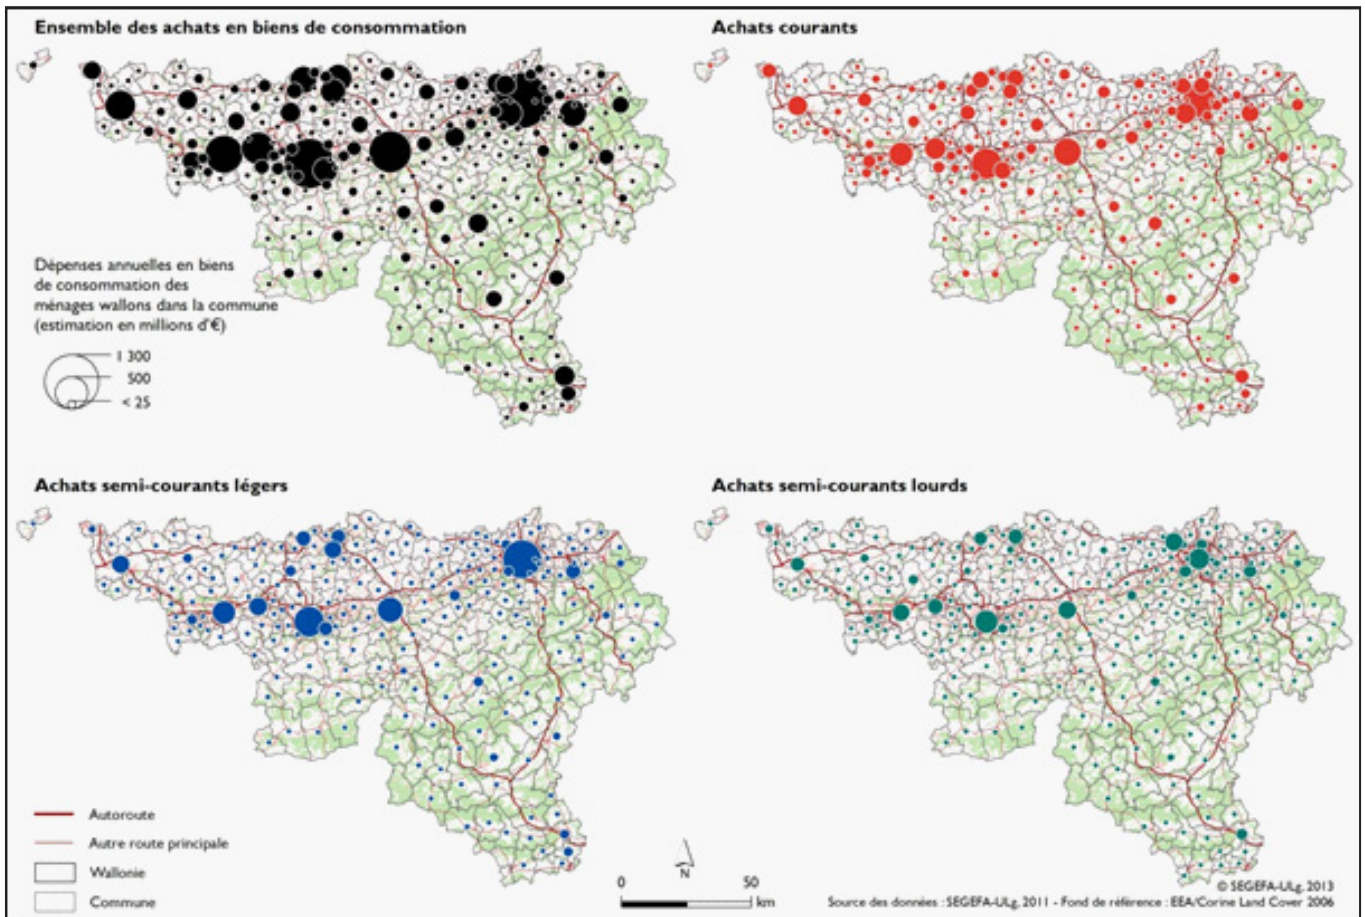 Ensemble des achats en biens de consommation
Achats courants
Dépenses annuelles en biens
de consommation des
ménages wallons dans la commune
(estimation en millions d'€)
1 300
500
< 25
Achats semi-courants légers
Achats semi-courants lourds
Autoroute
Autre route principale
Wallonie
Commune
N
0 50
km
© SEGEFA-ULg, 2013
Source des données : SEGEFA-ULg, 2011 - Fond de référence : EEA/Corine Land Cover 2006